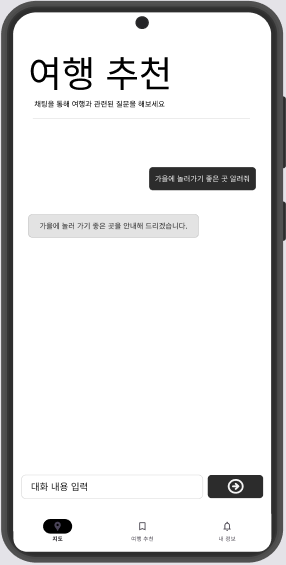 여행 추천
채팅을 통해 여행과 관련된 질문을 해보세요
가을에 놀러가기 좋은 곳 알려줘
가을에 놀러 가기 좋은 곳을 안내해 드리겠습니다.
대화 내용 입력
지도
여행 추천
내 정보